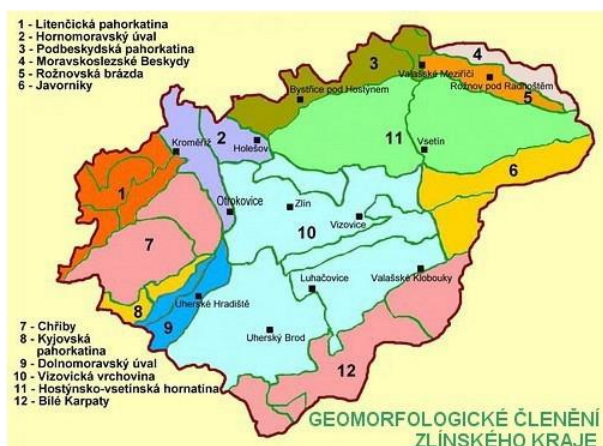 1 - Litenčická pahorkatina
2 - Hornomoravský úval
3 - Podbeskydská pahorkatina
4 - Moravskoslezské Beskydy
5 - Rožnovská brázda
6 - Javorníky
3
4
Valašské Meziříčí
Rožnov pod Radhoštěm
5
Bystřice pod Hostýnem
2
11
Kroměříž
Holešov
Vsetín
6
1
Otrokovice
Zlín
10
Vizovice
7
Luhačovice
Valašské Klobouky
8
Uherské Hradiště
9
Uherský Brod
12
7 - Chřiby
8 - Kyjovská
pahorkatina
9 - Dolnomoravský úval
10 - Vizovická vrchovina
11 - Hostýnsko-vsetínská hornatina
12 - Bílé Karpaty
GEOMORFOLOGICKÉ ČLENĚNÍ
ZLÍNSKÉHO KRAJE